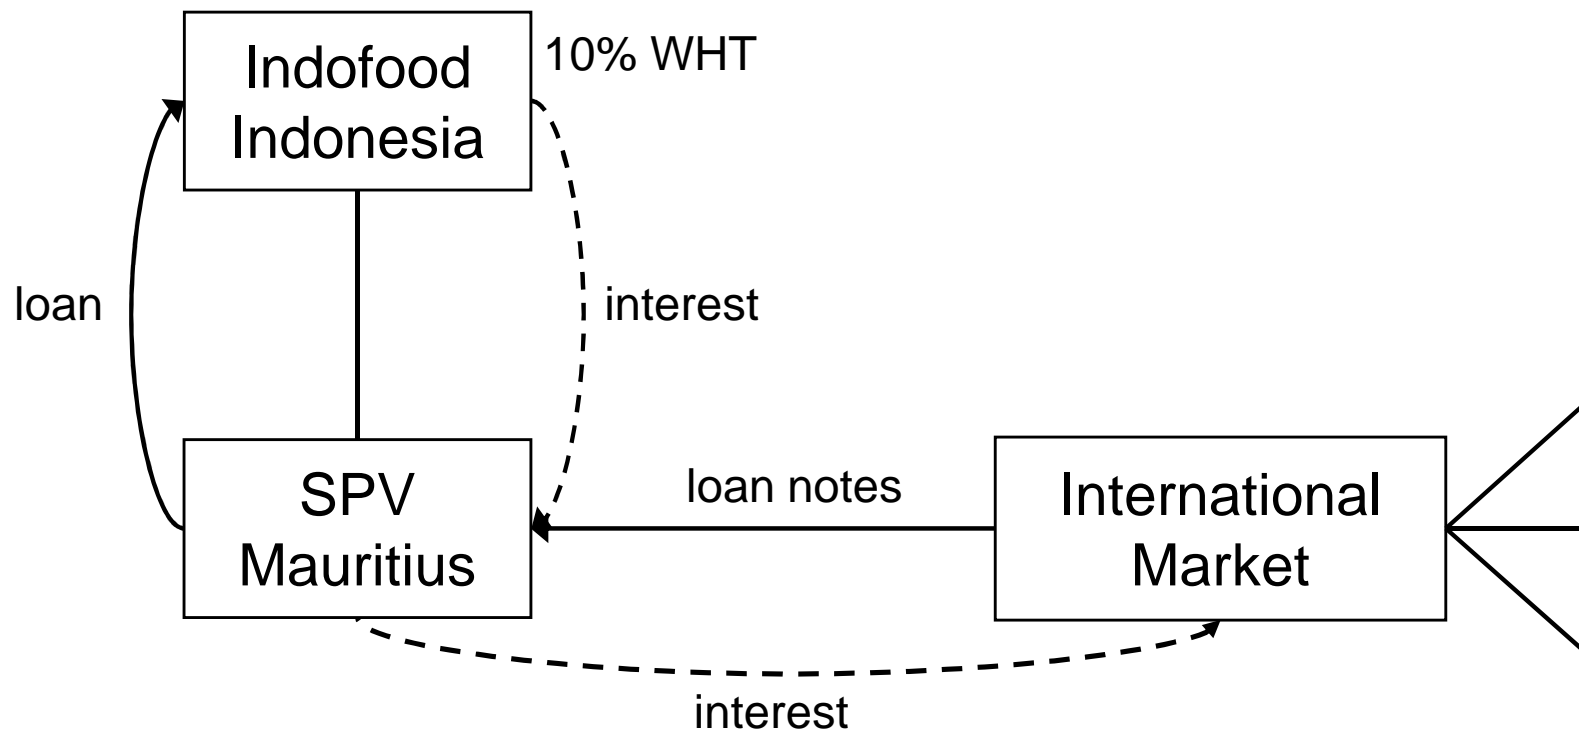 Indofood
Indonesia
10% WHT
loan
interest
SPV
Mauritius
loan notes
International
Market
interest